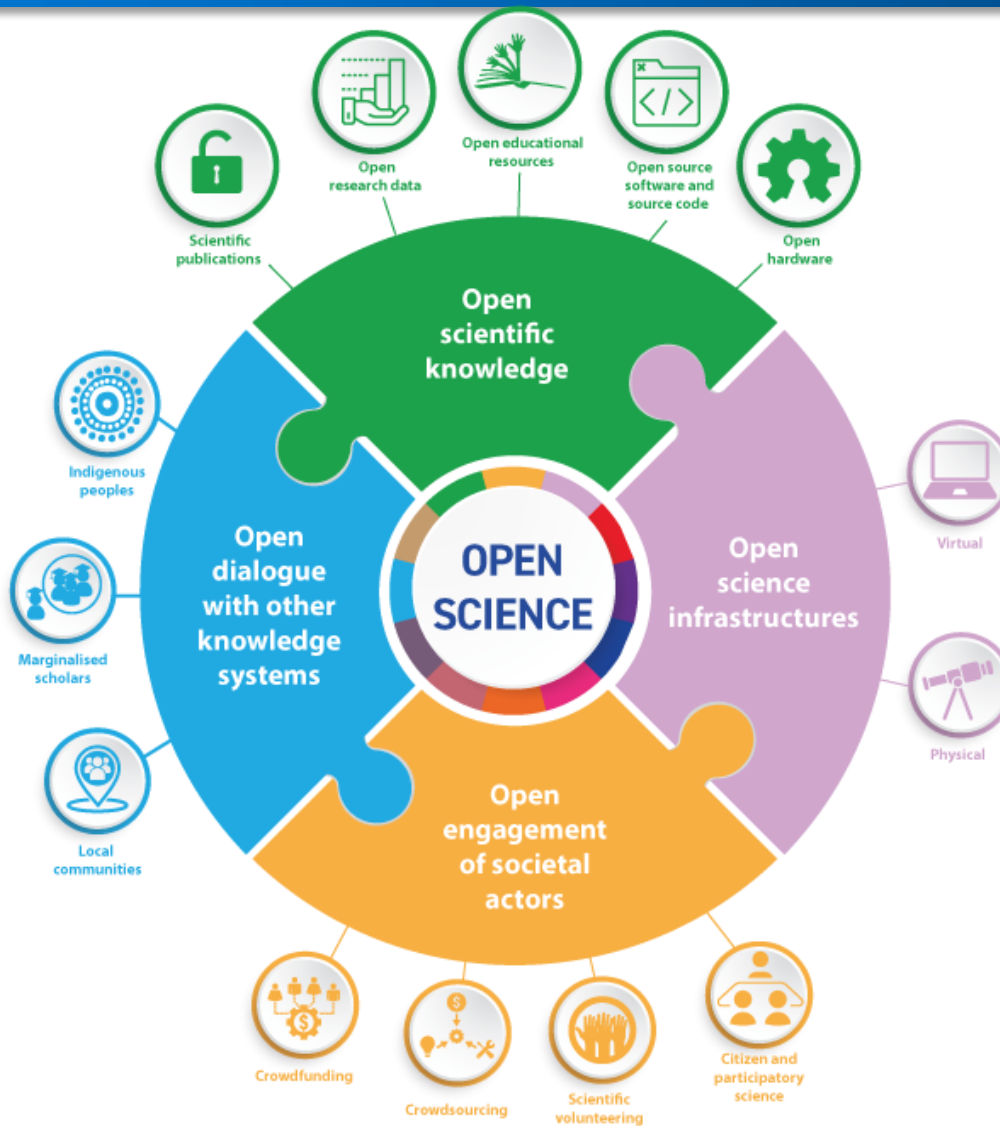 Open educational
resources
Open
research data
Open source
software and
source code
Scientific
publications
Open
hardware
Open
scientific
knowledge
Indigenous
peoples
Marginalised
scholars
Local
communities
Open
dialogue
with other
knowledge
systems
OPEN
SCIENCE
Open
science
infrastructures
Virtual
Physical
Open
engagement
of societal
actors
Crowdfunding
Crowdsourcing
Scientific
volunteering
Citizen and
participatory
science